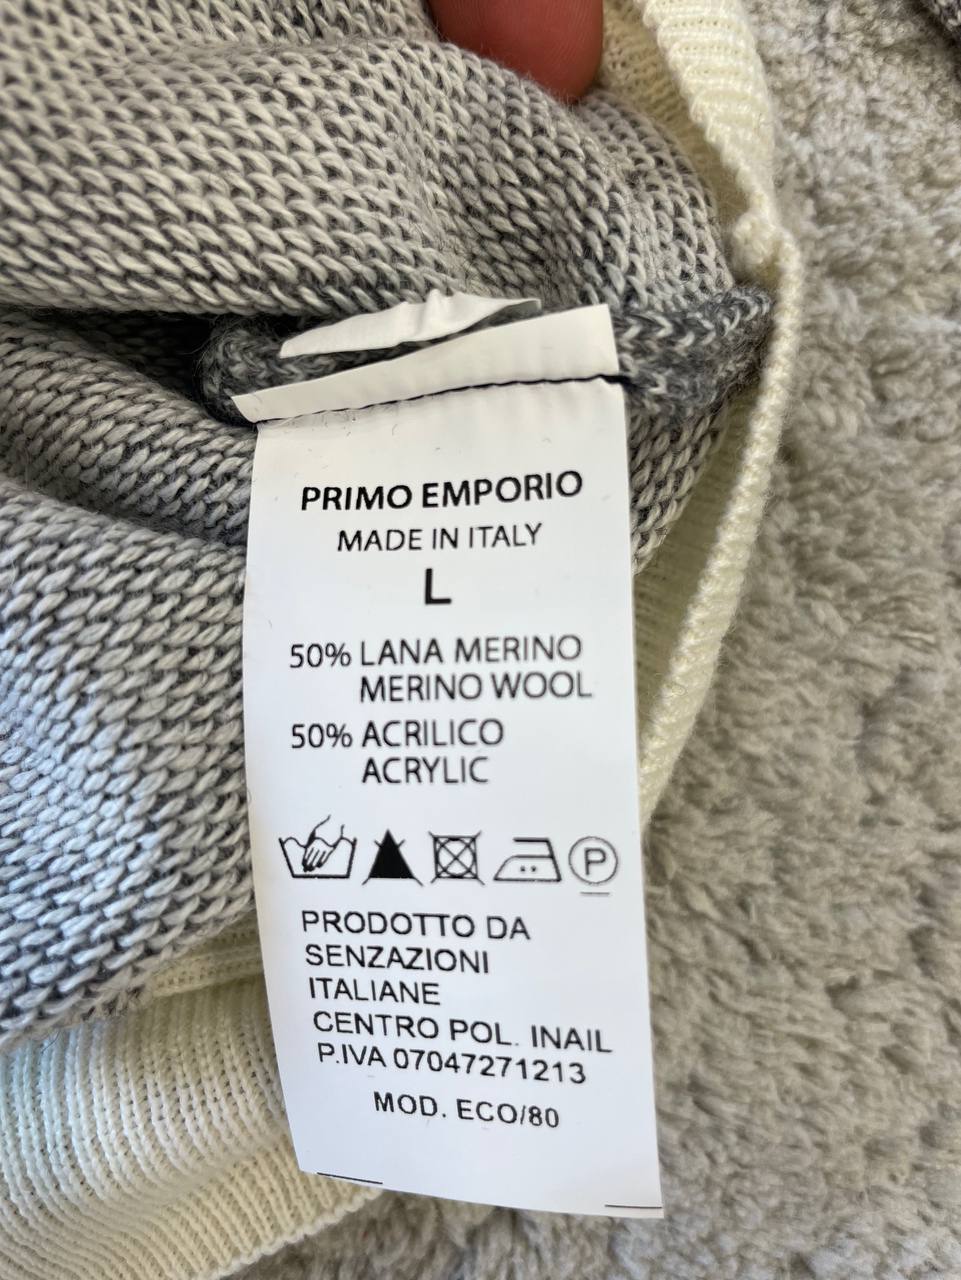 PRIMO EMPORIO
MADE IN ITALY
L
50% LANA MERINO
MERINO WOOL
50% ACRILICO
ACRYLIC
P
PRODOTTO DA
SENZAZIONI
ITALIANE
CENTRO POL. INAIL
P.IVA 07047271213
MOD. ECO/80